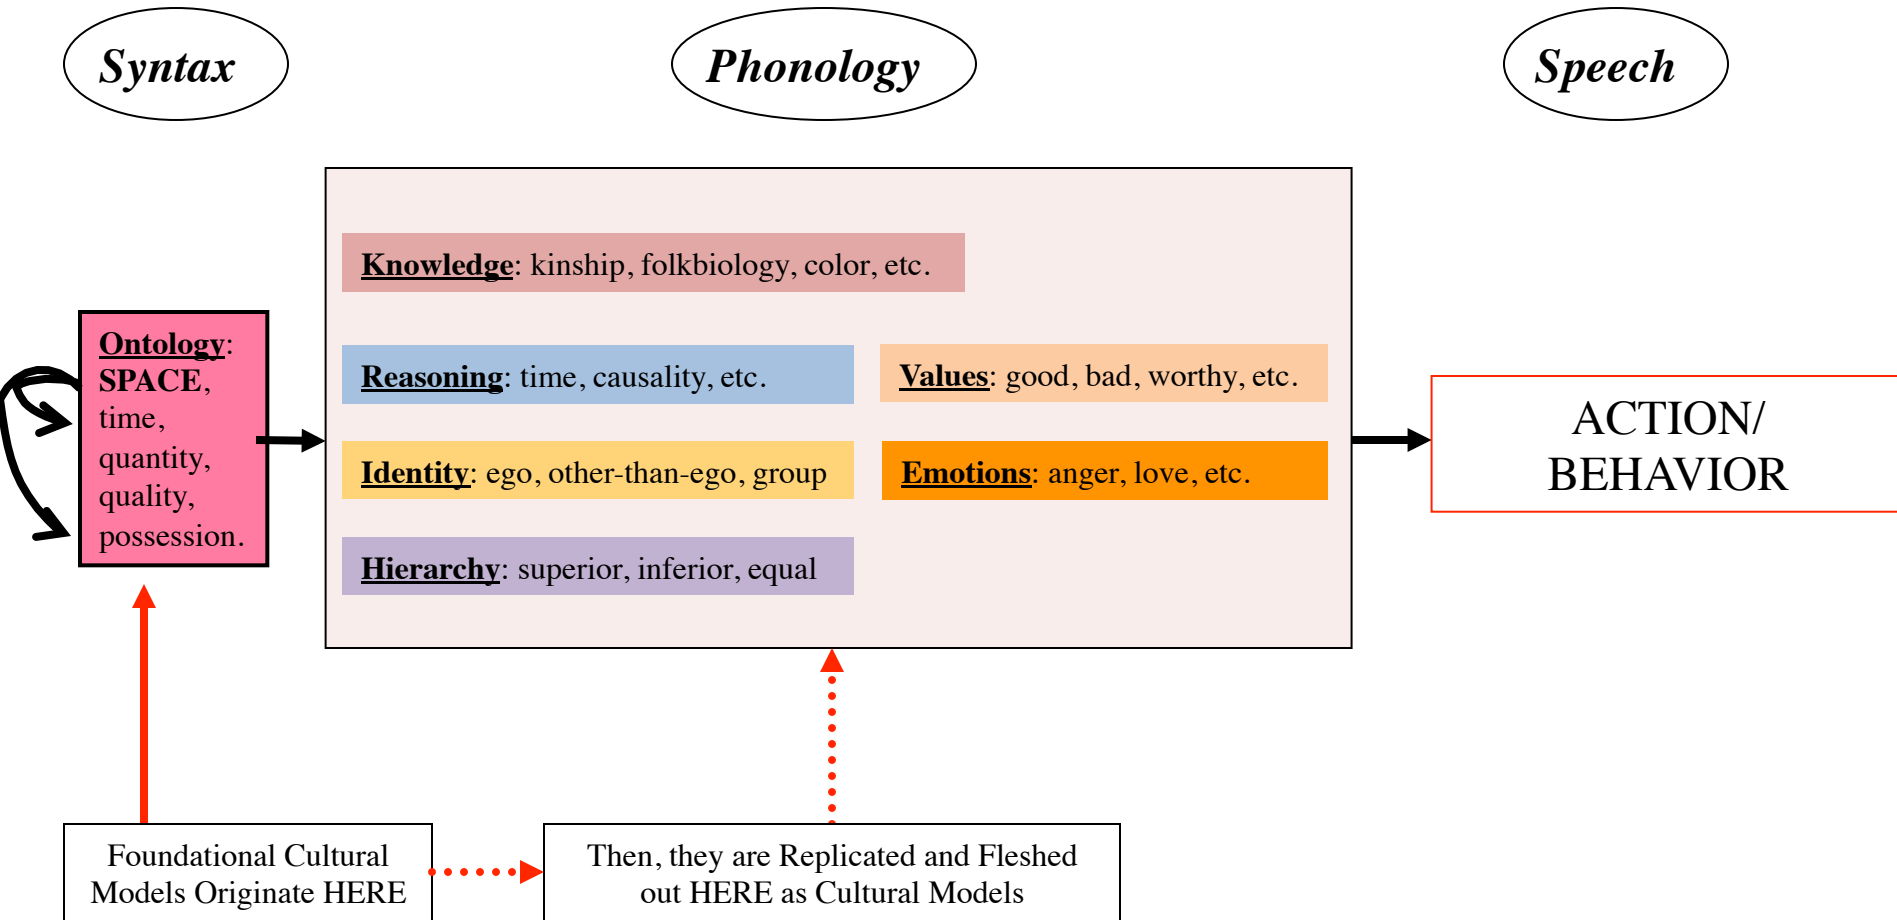 Syntax
Phonology
Speech
Knowledge: kinship, folkbiology, color, etc.
Ontology:
SPACE,
time,
quantity,
quality,
possession.
Reasoning: time, causality, etc.
Values: good, bad, worthy, etc.
Identity: ego, other-than-ego, group
Emotions: anger, love, etc.
Hierarchy: superior, inferior, equal
ACTION/
BEHAVIOR
Foundational Cultural
Models Originate HERE
Then, they are Replicated and Fleshed
out HERE as Cultural Models